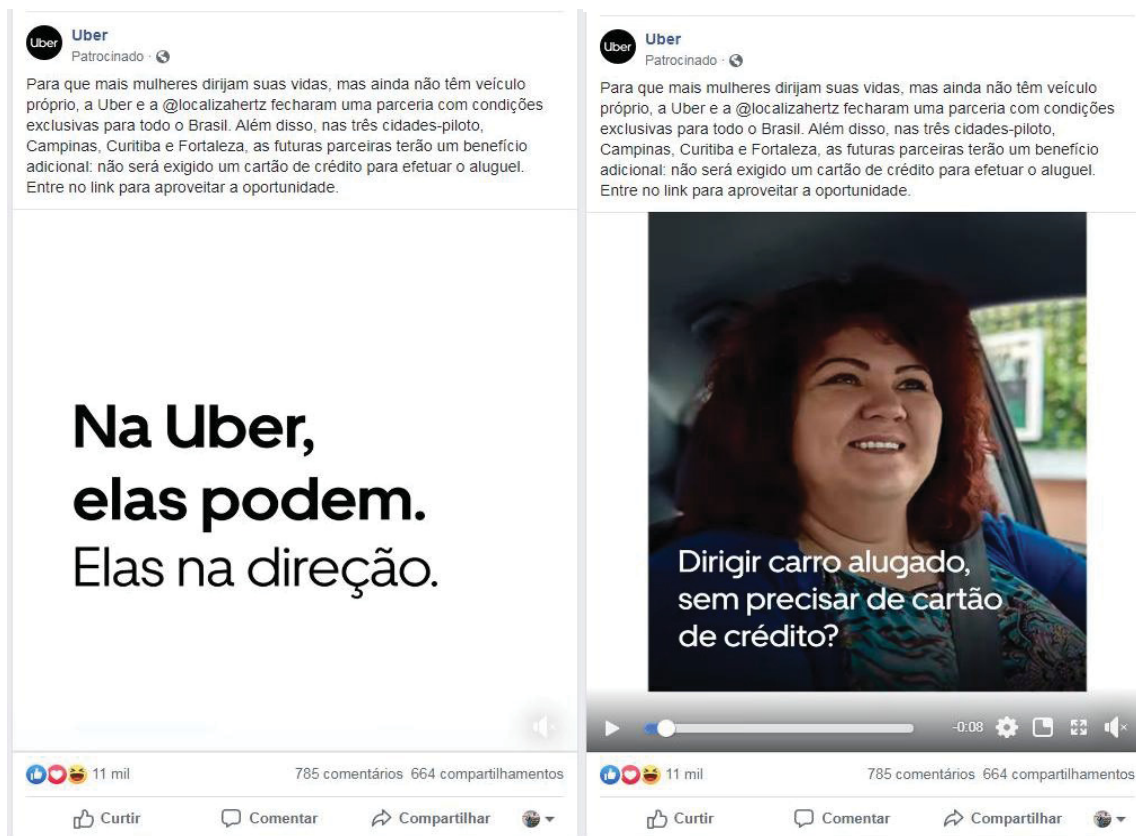 Uber
Uber
Patrocinado ·
Para que mais mulheres dirijam suas vidas, mas ainda não têm veículo
próprio, a Uber e a @localizahertz fecharam uma parceria com condições
exclusivas para todo o Brasil. Além disso, nas três cidades-piloto,
Campinas, Curitiba e Fortaleza, as futuras parceiras terão um benefício
adicional: não será exigido um cartão de crédito para efetuar o aluguel.
Entre no link para aproveitar a oportunidade.
Na Uber,
elas podem.
Elas na direção.
11 mil
785 comentários 664 compartilhamentos
Curtir
Comentar
Compartilhar
Uber
Uber
Patrocinado ·
Para que mais mulheres dirijam suas vidas, mas ainda não têm veículo
próprio, a Uber e a @localizahertz fecharam uma parceria com condições
exclusivas para todo o Brasil. Além disso, nas três cidades-piloto,
Campinas, Curitiba e Fortaleza, as futuras parceiras terão um benefício
adicional: não será exigido um cartão de crédito para efetuar o aluguel.
Entre no link para aproveitar a oportunidade.
Dirigir carro alugado,
sem precisar de cartão
de crédito?
-0:08
11 mil
785 comentários 664 compartilhamentos
Curtir
Comentar
Compartilhar